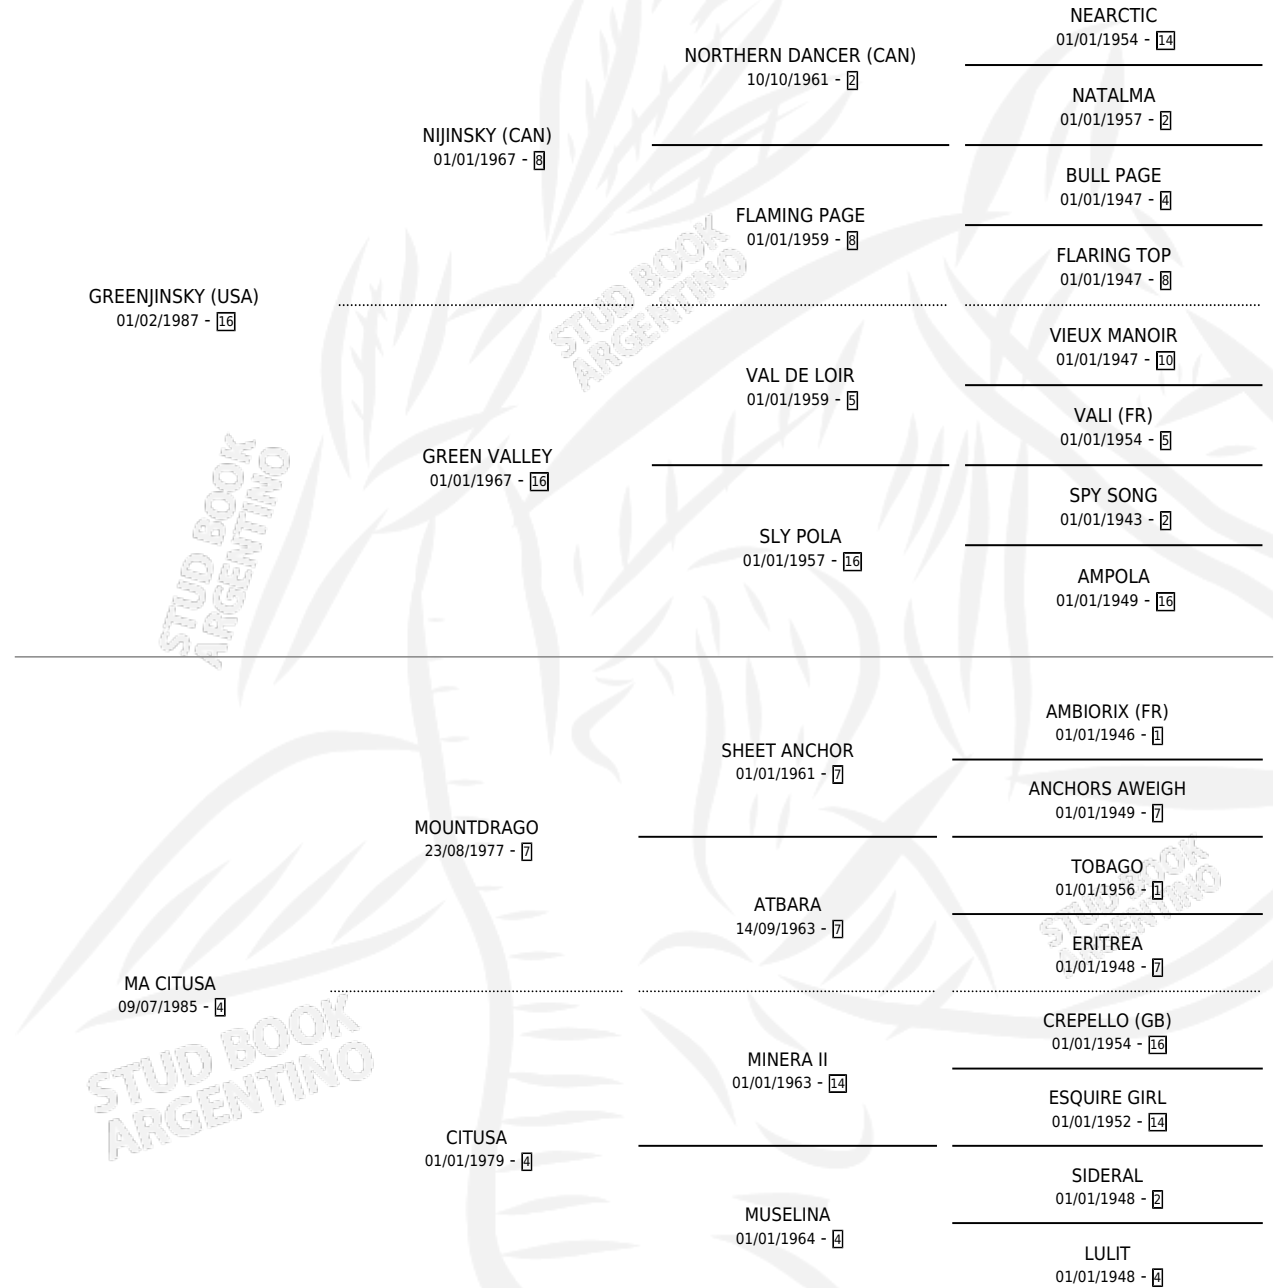 NEARCTIC
01/01/1954 - 14
NORTHERN DANCER (CAN)
10/10/1961 - 2
NATALMA
01/01/1957 - 2
NIJINSKY (CAN)
01/01/1967 - 8
BULL PAGE
01/01/1947 - 4
FLAMING PAGE
01/01/1959 - 8
FLARING TOP
01/01/1947 - 8
GREENJINSKY (USA)
01/02/1987 - 16
VIEUX MANOIR
01/01/1947 - 10
VAL DE LOIR
01/01/1959 - 5
VALI (FR)
01/01/1954 - 5
GREEN VALLEY
01/01/1967 - 16
SPY SONG
01/01/1943 - 2
SLY POLA
01/01/1957 - 16
AMPOLA
01/01/1949 - 16
STUD BOOK
ARGENTINO
STUD BOOK
ARGENTINO
AMBIORIX (FR)
01/01/1946 - 1
SHEET ANCHOR
01/01/1961 - 7
ANCHORS AWEIGH
01/01/1949 - 7
MOUNTDRAGO
23/08/1977 - 7
TOBAGO
01/01/1956 - 1
ATBARA
14/09/1963 - 7
ERITREA
01/01/1948 - 7
STUD BOOK
ARGENTINO
MA CITUSA
09/07/1985 - 4
CREPELLO (GB)
01/01/1954 - 16
MINERA II
01/01/1963 - 14
ESQUIRE GIRL
01/01/1952 - 14
STUD BOOK
ARGENTINO
CITUSA
01/01/1979 - 4
SIDERAL
01/01/1948 - 2
MUSELINA
01/01/1964 - 4
LULIT
01/01/1948 - 4